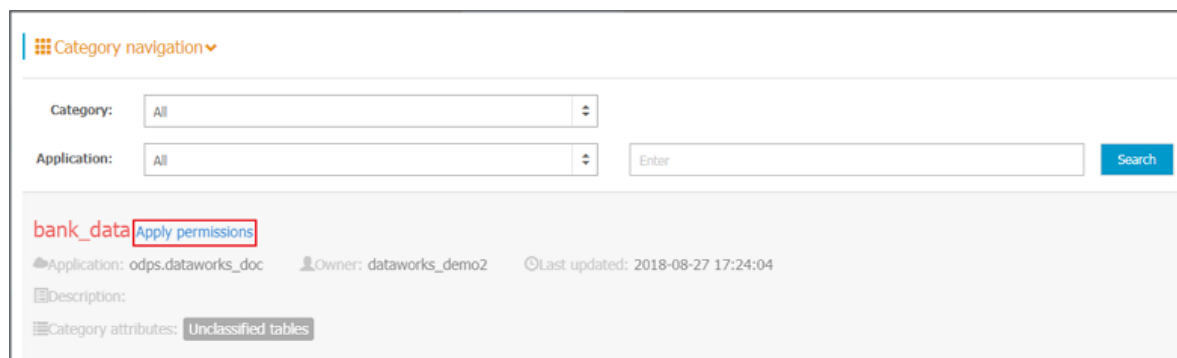 Category navigation
Category: All
Application: All Enter Search
bank_data Apply permissions
Application: odps.dataworks_doc Owner: dataworks_demo2 Last updated: 2018-08-27 17:24:04
Description:
Category attributes: Unclassified tables